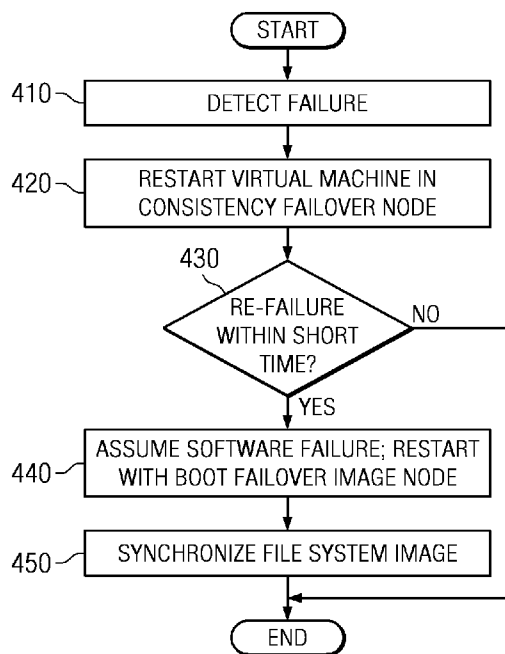 START
410
DETECT FAILURE
420
RESTART VIRTUAL MACHINE IN
CONSISTENCY FAILOVER NODE
430
RE-FAILURE
WITHIN SHORT
TIME?
NO
YES
440
ASSUME SOFTWARE FAILURE; RESTART
WITH BOOT FAILOVER IMAGE NODE
450
SYNCHRONIZE FILE SYSTEM IMAGE
END